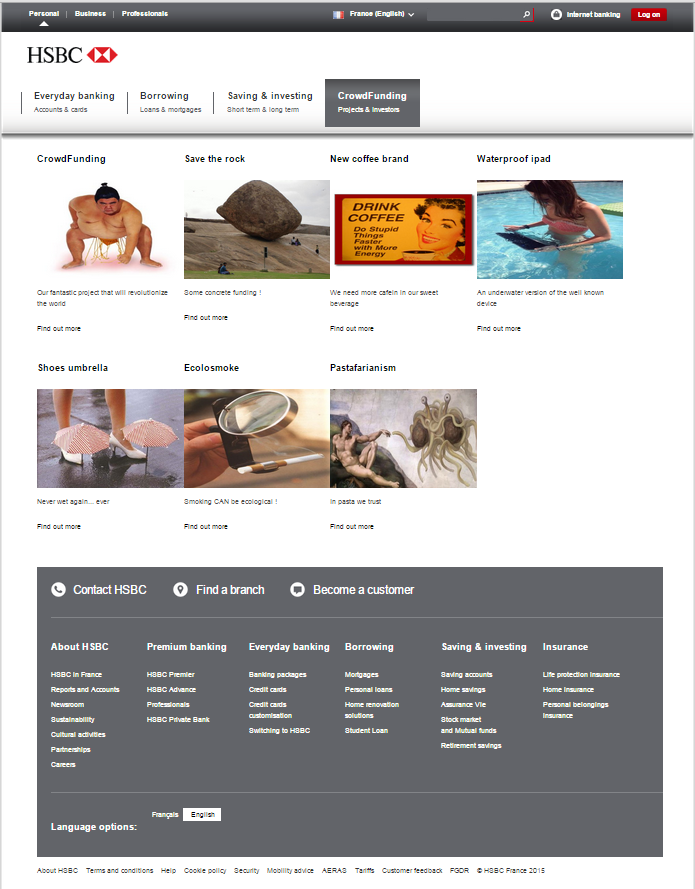 Personal Business Professionals France (English) Internet banking Log on
HSBC
Everyday banking Borrowing Saving & investing CrowdFunding
Accounts & cards Loans & mortgages Short term & long term Projects & Investors
CrowdFunding Save the rock New coffee brand Waterproof ipad
DRINK
COFFEE
Do Stupid
Things
Faster
with More
Energy
Our fantastic project that will revolutionize
the world
Find out more
Some concrete funding !
Find out more
We need more cafein in our sweet
beverage
Find out more
An underwater version of the well known
device
Find out more
Shoes umbrella Ecolosmoke Pastafarianism
Never wet again... ever Smoking CAN be ecological ! In pasta we trust
Find out more Find out more Find out more
Contact HSBC Find a branch Become a customer
About HSBC
HSBC in France
Reports and Accounts
Newsroom
Sustainability
Cultural activities
Partnerships
Careers
Premium banking
HSBC Premier
HSBC Advance
Professionals
HSBC Private Bank
Everyday banking
Banking packages
Credit cards
Credit cards
customisation
Switching to HSBC
Borrowing
Mortgages
Personal loans
Home renovation
solutions
Student Loan
Saving & investing
Saving accounts
Home savings
Assurance Vie
Stock market
and Mutual funds
Retirement savings
Insurance
Life protection insurance
Home insurance
Personal belongings
insurance
Language options: Français English
About HSBC Terms and conditions Help Cookie policy Security Mobility advice AERAS Tariffs Customer feedback FGDR © HSBC France 2015